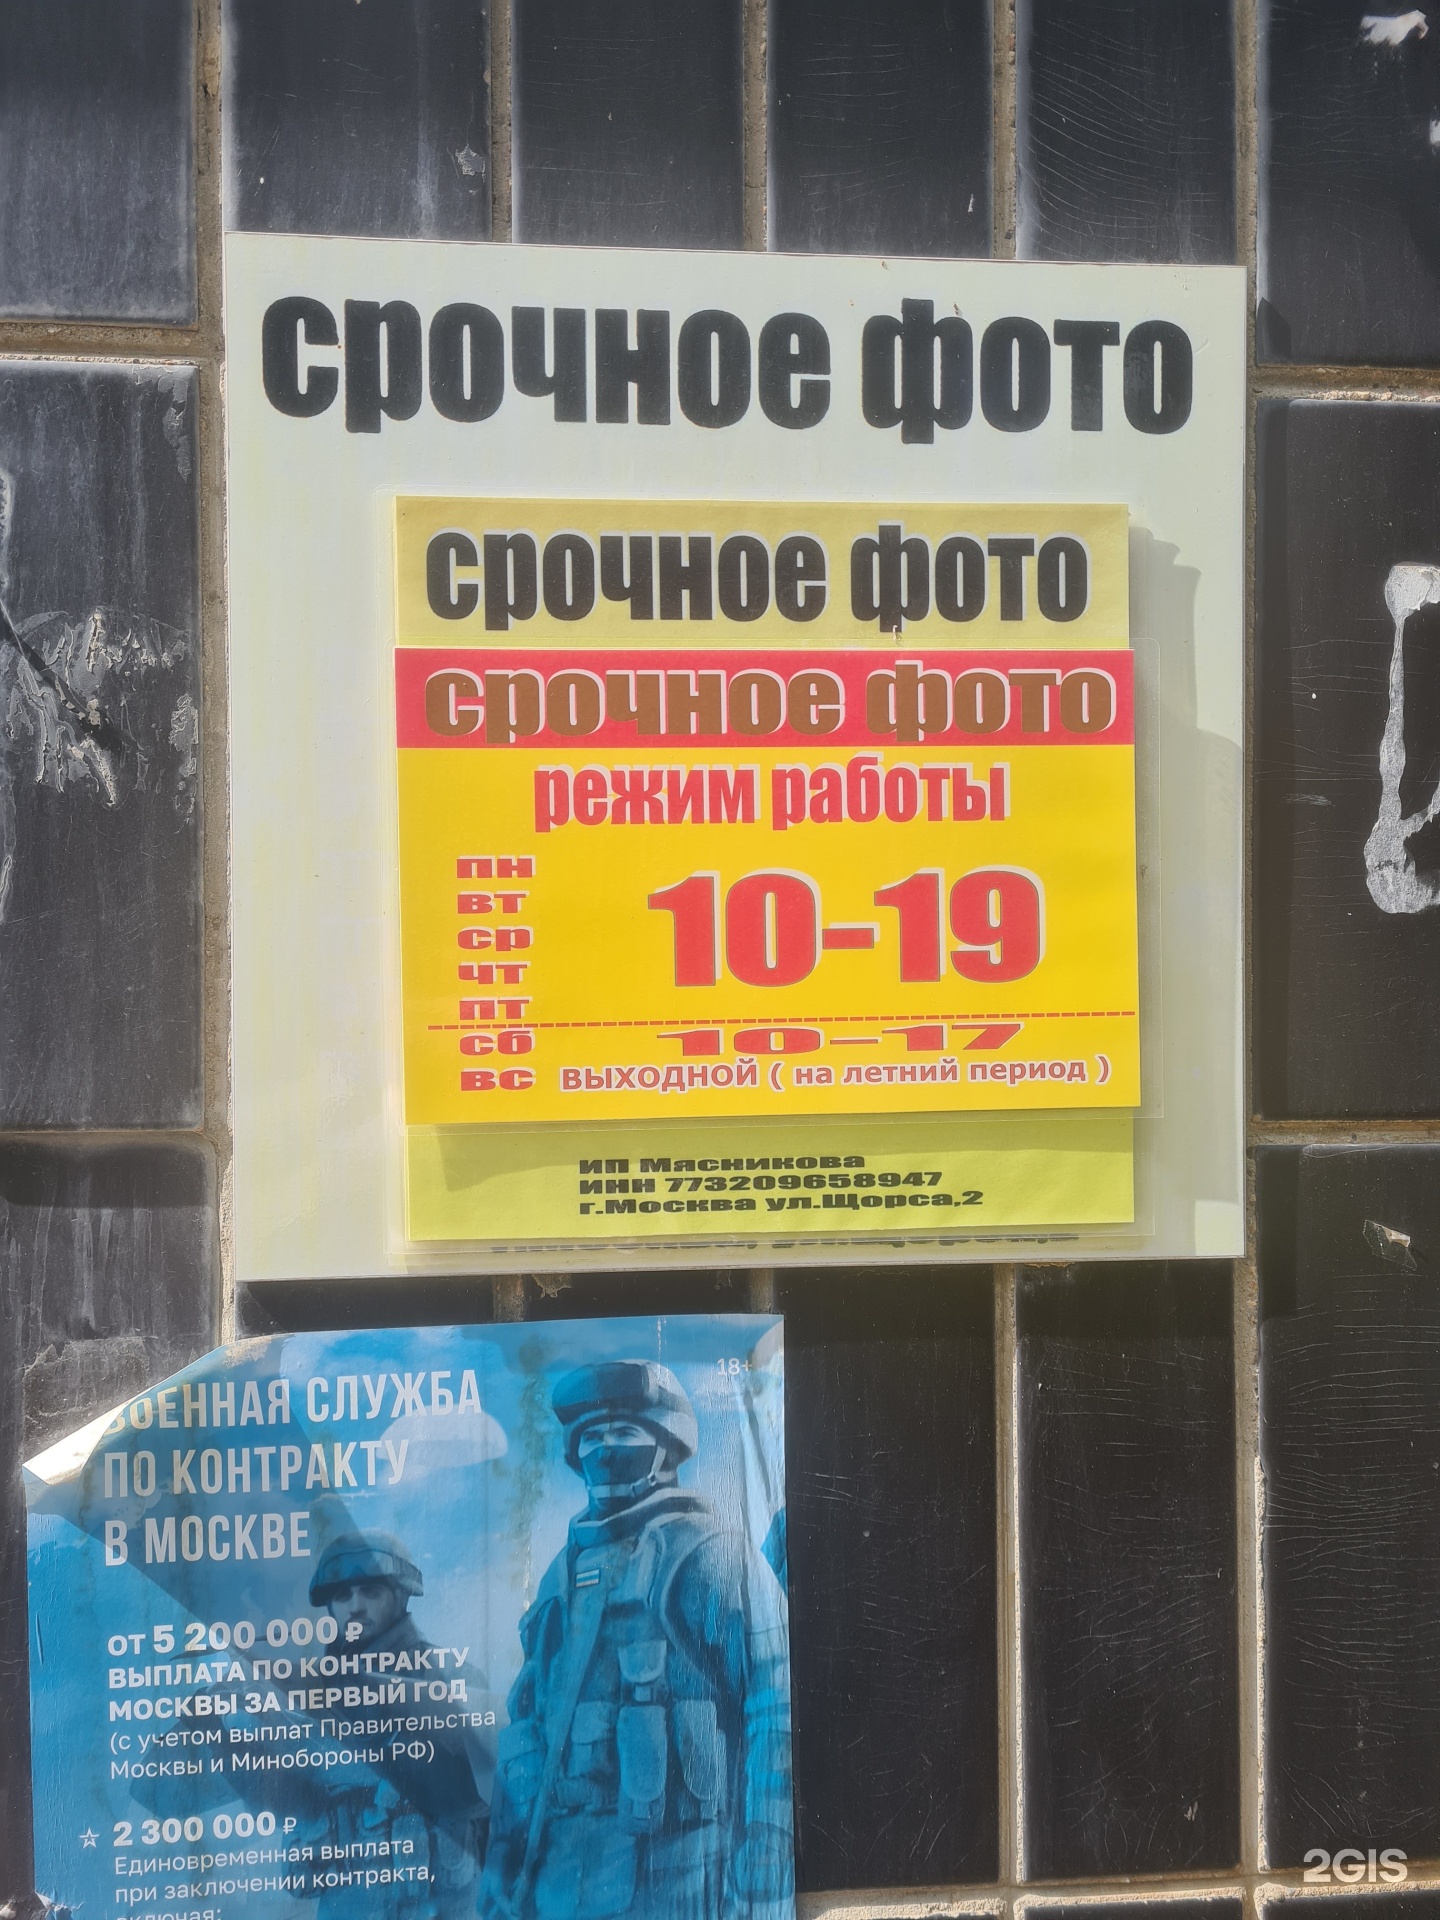 срочное фото
срочное фото
срочное фото
режим работы
пн
вт
ср
чт
пт
10-19
сб 10-17
вс ВЫХОДНОЙ ( на летний период )
ИП Мясникова
ИНН 773209658947
г.Москва ул.Щорса,2
ВОЕННАЯ СЛУЖБА
ПО КОНТРАКТУ
В МОСКВЕ
18+
ОТ 5 200 000 ₽
ВЫПЛАТА ПО КОНТРАКТУ
МОСКВЫ ЗА ПЕРВЫЙ ГОД
(с учетом выплат Правительства
Москвы и Минобороны РФ)
2 300 000 ₽
Единовременная выплата
при заключении контракта,
включая:
2GIS